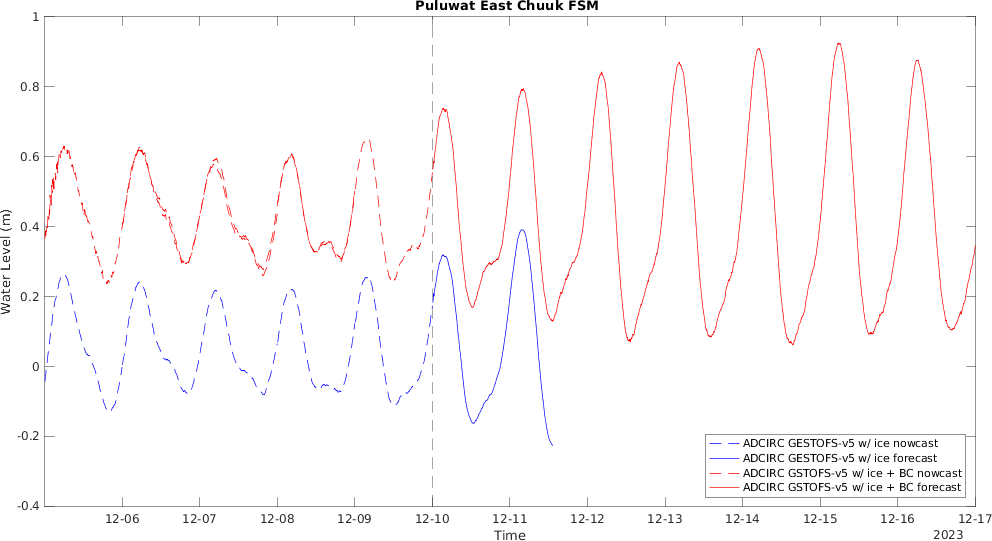 Puluwat East Chuuk FSM
1
0.8
0.6
0.4
0.2
0
-0.2
-0.4
Water Level (m)
12-06 12-07 12-08 12-09 12-10 12-11 12-12 12-13 12-14 12-15 12-16 12-17
Time
2023
ADCIRC GESTOFS-v5 w/ ice nowcast
ADCIRC GESTOFS-v5 w/ ice forecast
ADCIRC GSTOFS-v5 w/ ice + BC nowcast
ADCIRC GSTOFS-v5 w/ ice + BC forecast